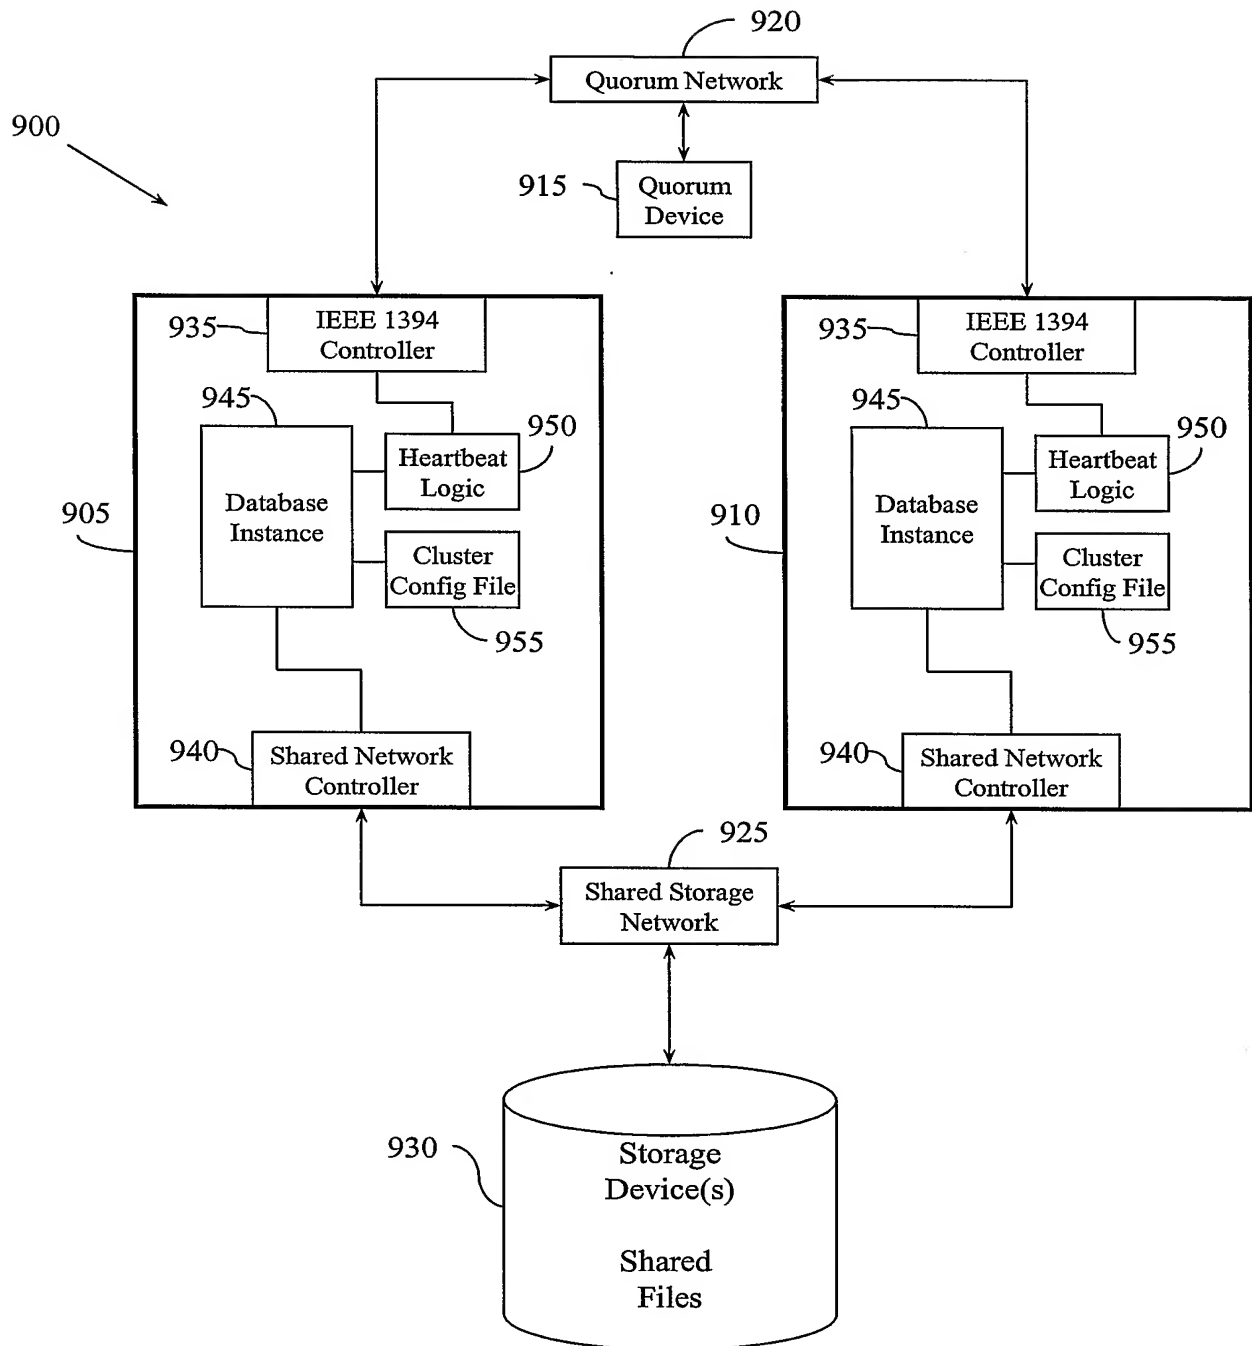 920
Quorum Network
900
915
Quorum
Device
935
IEEE 1394
Controller
945
950
Heartbeat
Logic
905
Database
Instance
Cluster
Config File
955
940
Shared Network
Controller
935
IEEE 1394
Controller
945
950
Heartbeat
Logic
910
Database
Instance
Cluster
Config File
955
940
Shared Network
Controller
925
Shared Storage
Network
930
Storage
Device(s)
Shared
Files